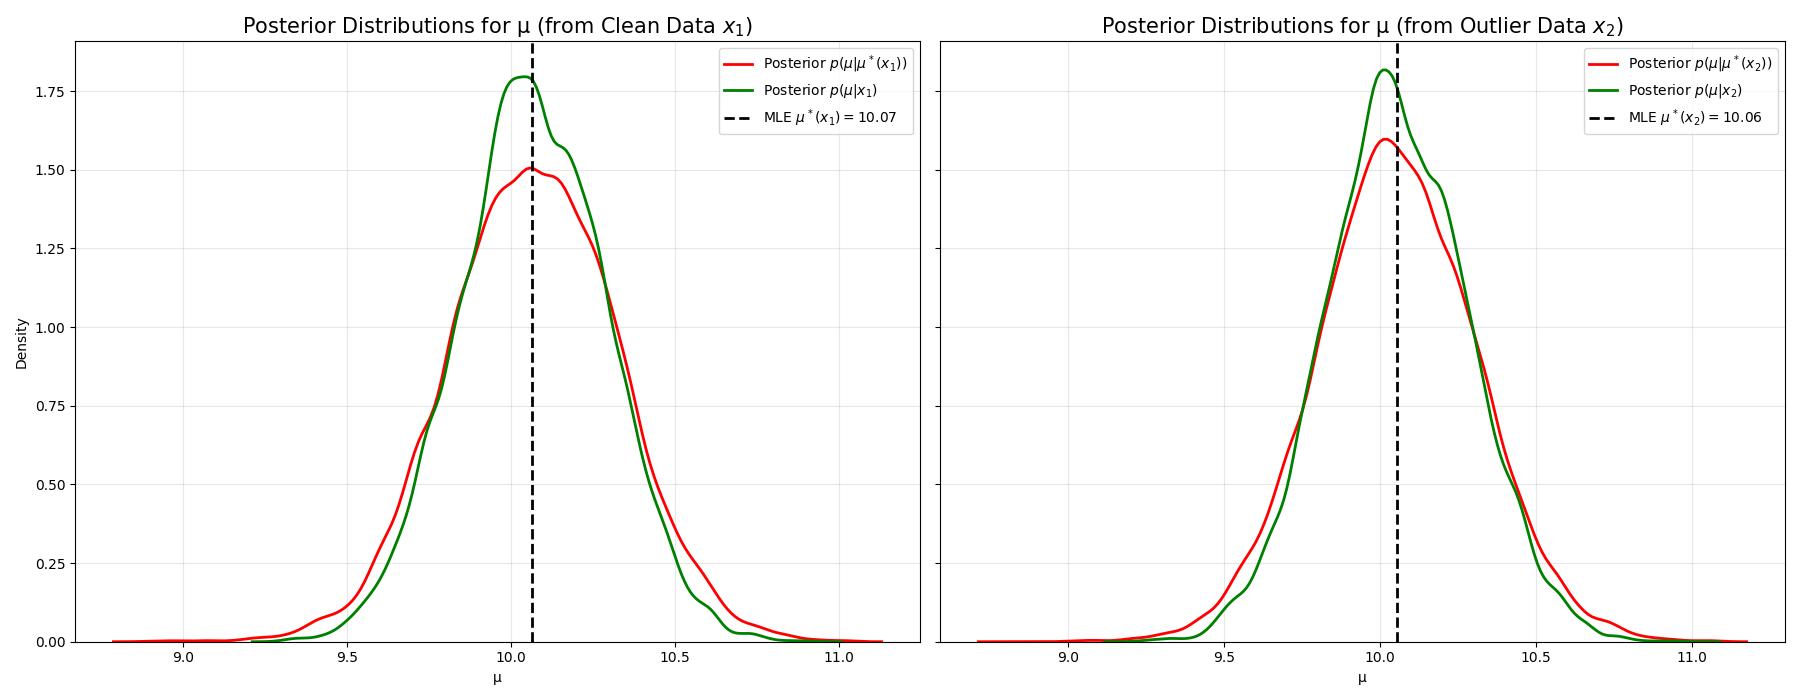 Posterior Distributions for μ (from Clean Data x₁)
Posterior p(μ|μ*(x₁))
Posterior p(μ|x₁)
MLE μ*(x₁) = 10.07
Density
1.75
1.50
1.25
1.00
0.75
0.50
0.25
0.00
9.0 9.5 10.0 10.5 11.0
μ
Posterior Distributions for μ (from Outlier Data x₂)
Posterior p(μ|μ*(x₂))
Posterior p(μ|x₂)
MLE μ*(x₂) = 10.06
9.0 9.5 10.0 10.5 11.0
μ